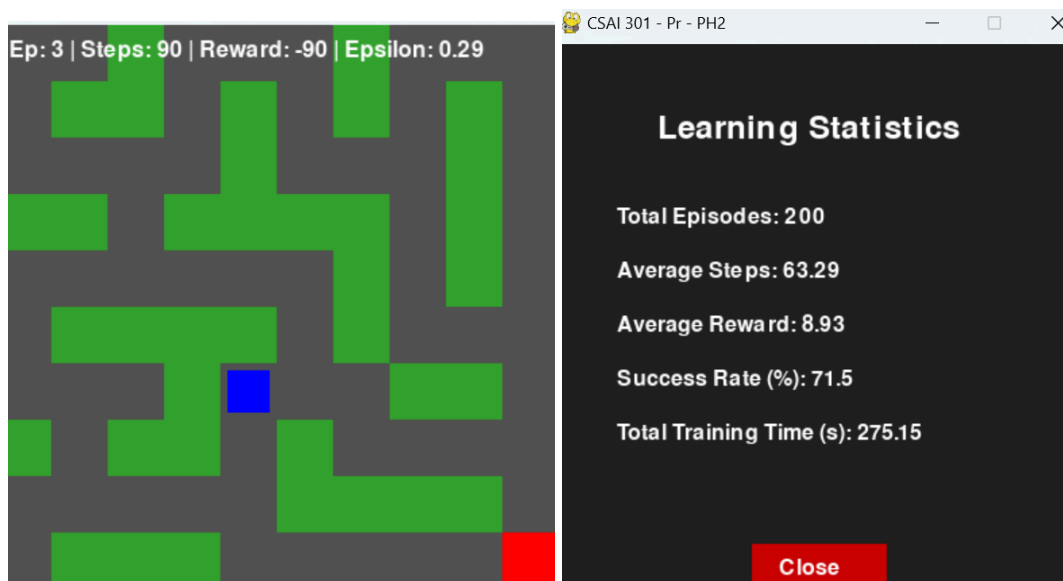 Ep: 3 | Steps: 90 | Reward: -90 | Epsilon: 0.29
CSAI 301 - Pr - PH2
Learning Statistics
Total Episodes: 200
Average Steps: 63.29
Average Reward: 8.93
Success Rate (%): 71.5
Total Training Time (s): 275.15
Close